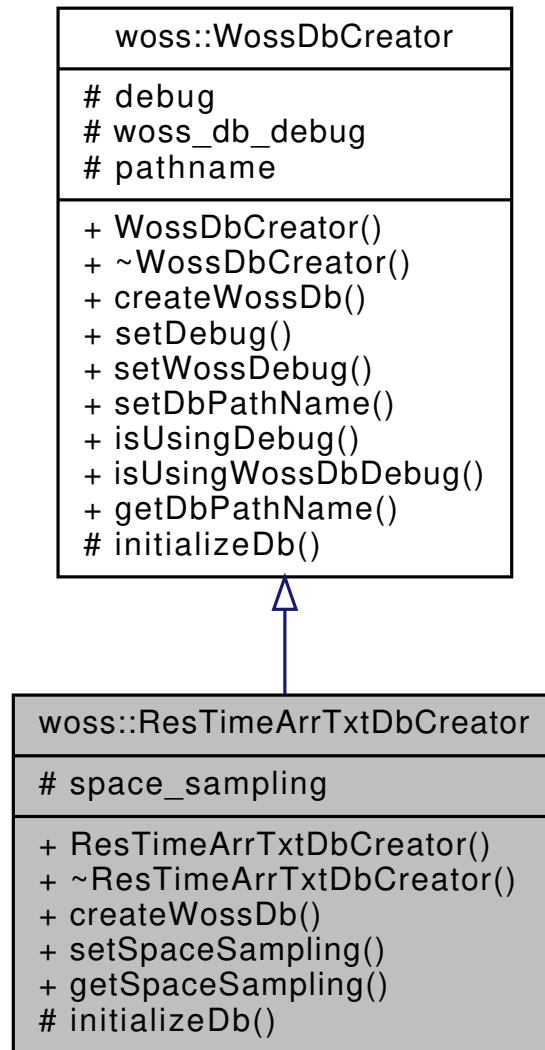 woss::WossDbCreator
# debug
# woss_db_debug
# pathname
+ WossDbCreator()
+ ~WossDbCreator()
+ createWossDb()
+ setDebug()
+ setWossDebug()
+ setDbPathName()
+ isUsingDebug()
+ isUsingWossDbDebug()
+ getDbPathName()
# initializeDb()
woss::ResTimeArrTxtDbCreator
# space_sampling
+ ResTimeArrTxtDbCreator()
+ ~ResTimeArrTxtDbCreator()
+ createWossDb()
+ setSpaceSampling()
+ getSpaceSampling()
# initializeDb()